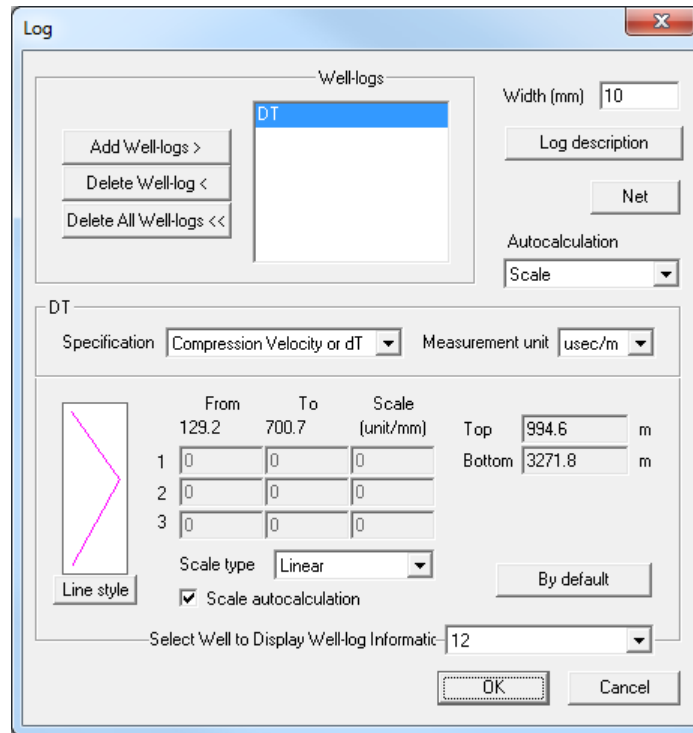 Log
Well-logs
DT
Add Well-logs >
Delete Well-log <
Delete All Well-logs <<
Width (mm) 10
Log description
Net
Autocalculation
Scale
DT
Specification Compression Velocity or dT Measurement unit usec/m
From To Scale
129.2 700.7 (unit/mm)
1 0 0 0
2 0 0 0
3 0 0 0
Top 994.6 m
Bottom 3271.8 m
Line style
Scale type Linear
Scale autocalculation
By default
Select Well to Display Well-log Informatic 12
OK Cancel